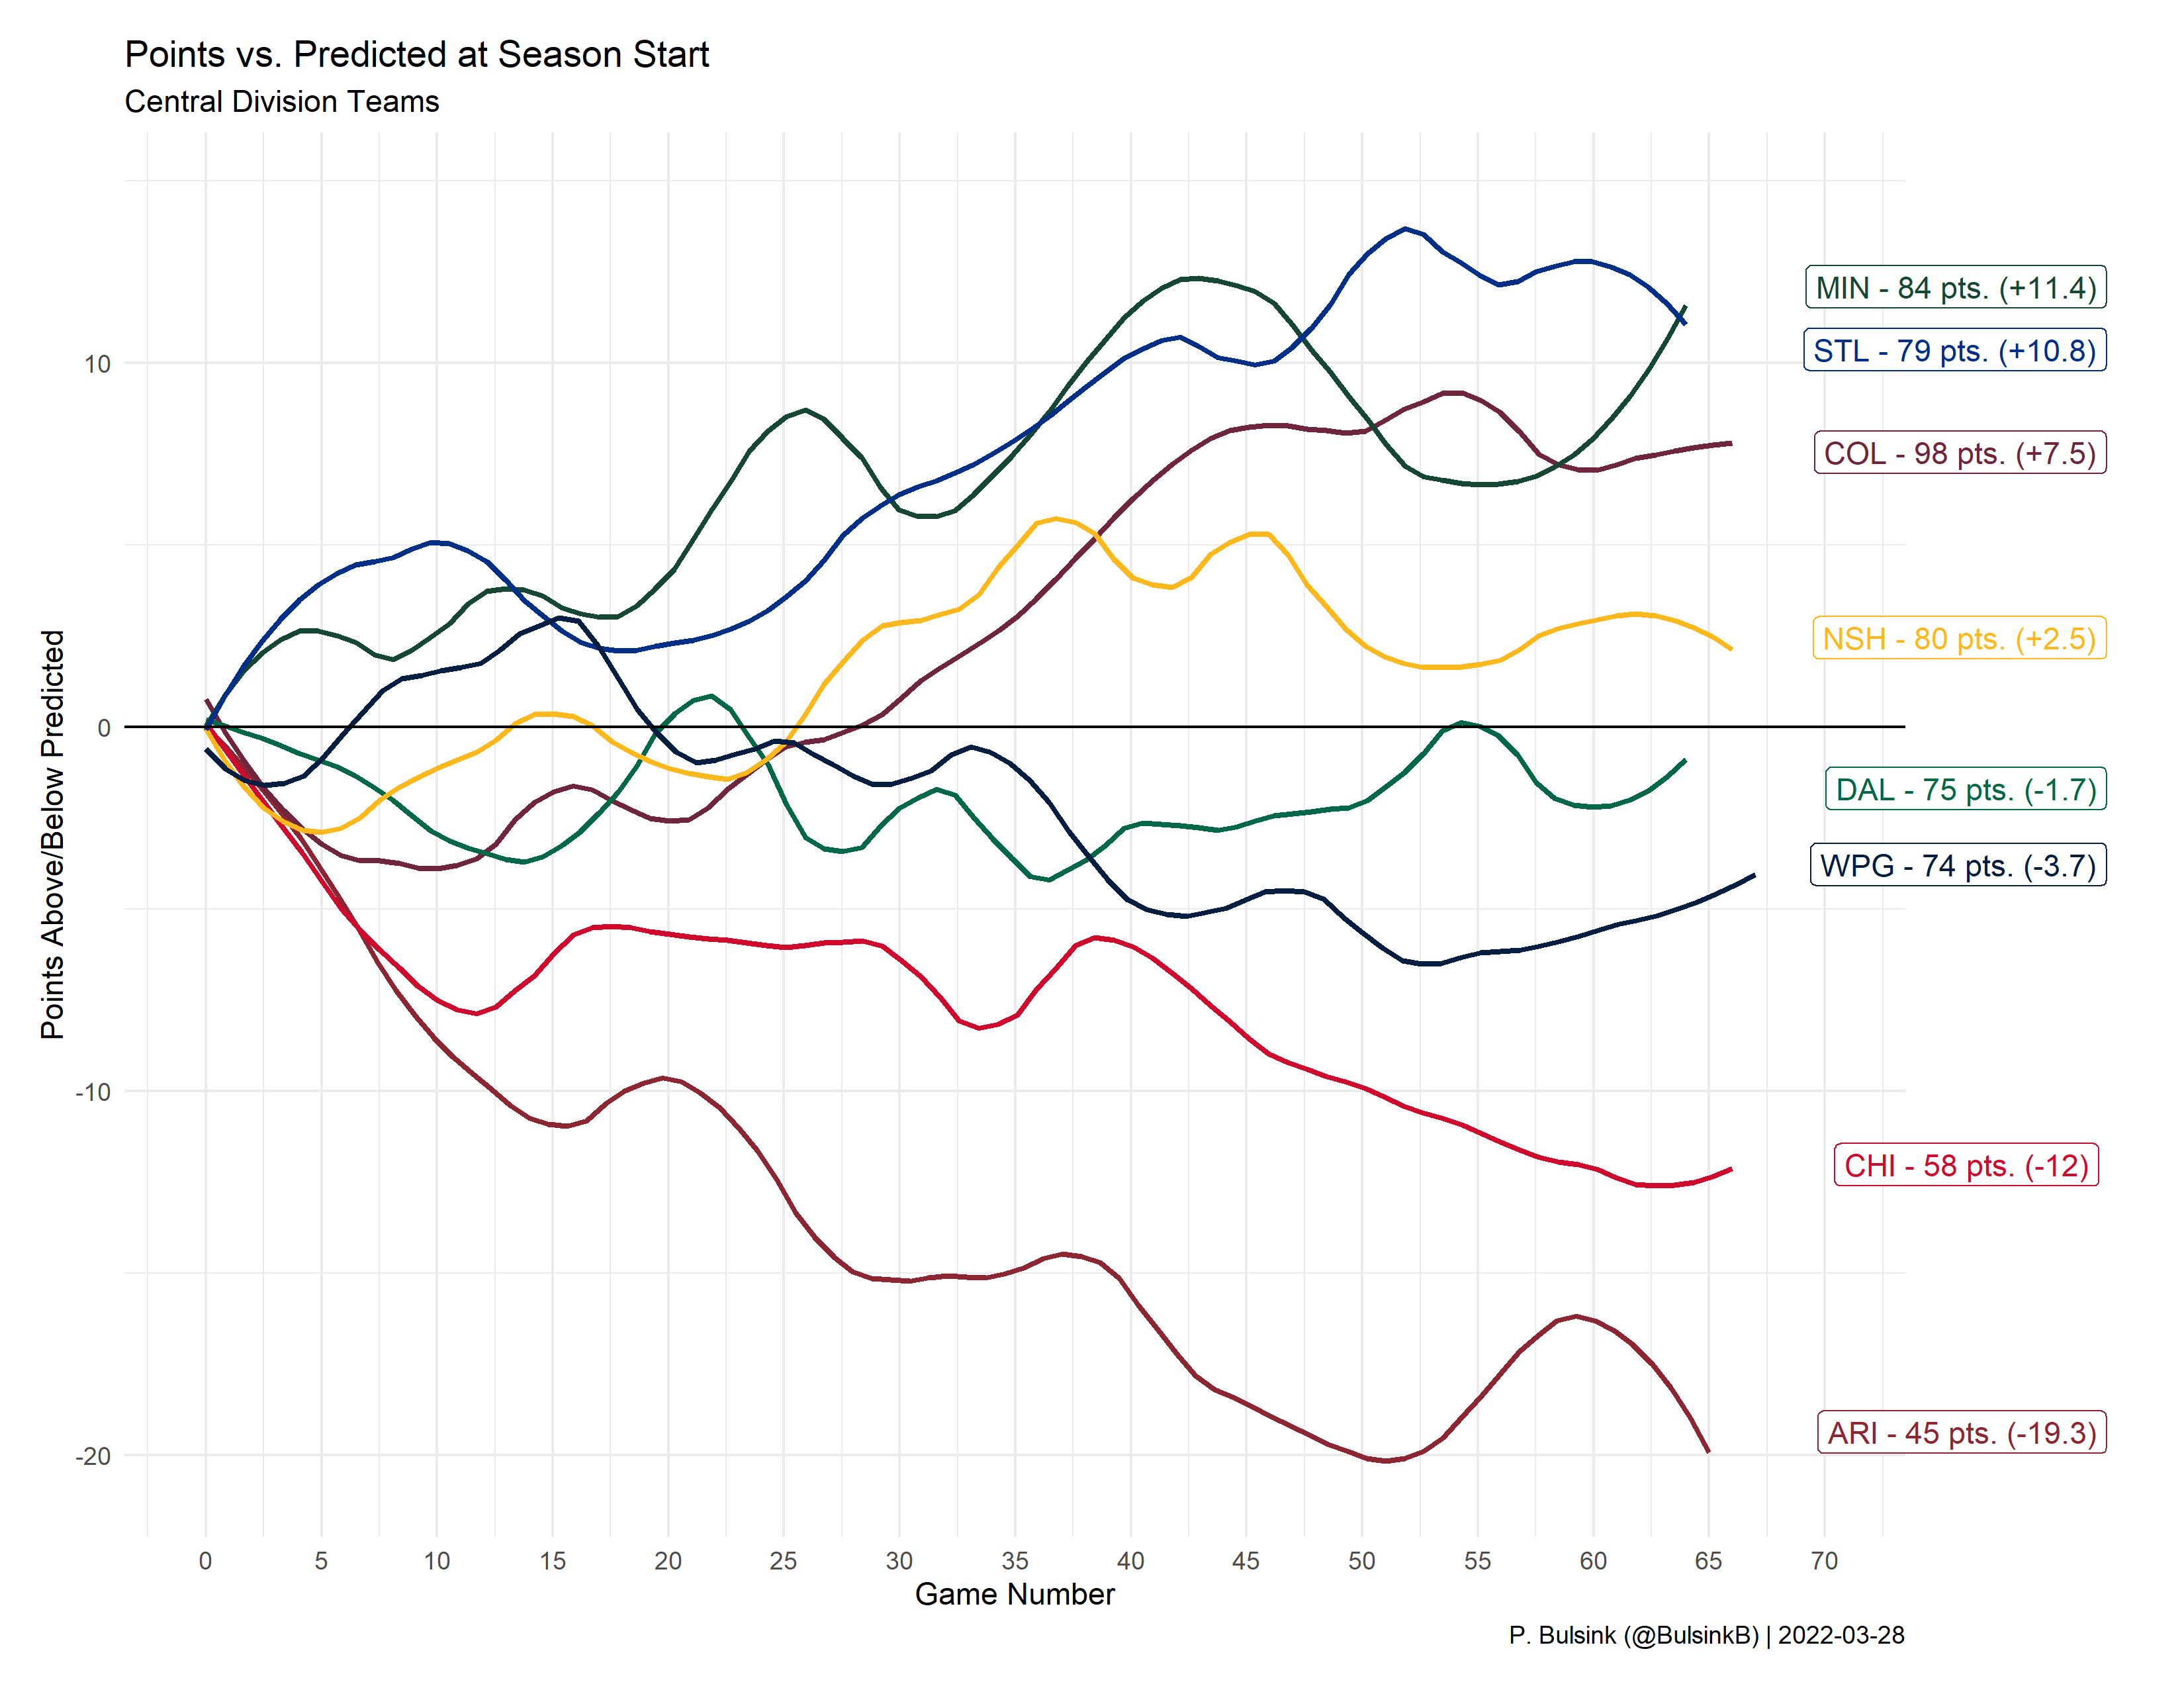 Points vs. Predicted at Season Start
Central Division Teams
Points Above/Below Predicted
10
0
-10
-20
MIN - 84 pts. (+11.4)
STL - 79 pts. (+10.8)
COL - 98 pts. (+7.5)
NSH - 80 pts. (+2.5)
DAL - 75 pts. (-1.7)
WPG - 74 pts. (-3.7)
CHI - 58 pts. (-12)
ARI - 45 pts. (-19.3)
0 5 10 15 20 25 30 35 40 45 50 55 60 65 70
Game Number
P. Bulsink (@BulsinkB) | 2022-03-28